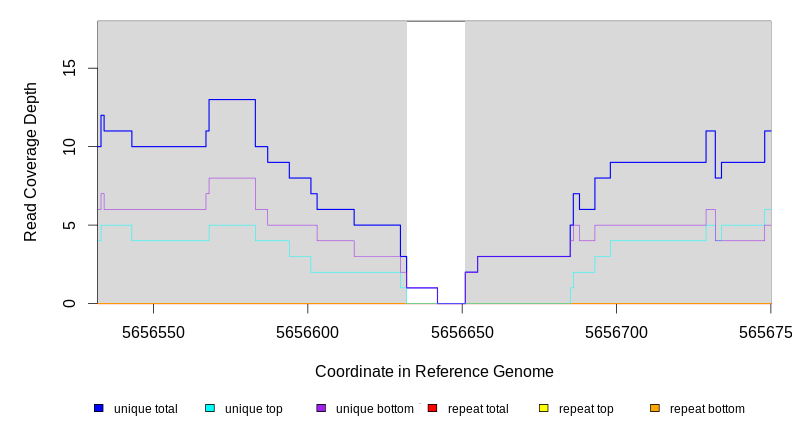 Read Coverage Depth
15
10
5
0
5656550 5656600 5656650 5656700 565675
Coordinate in Reference Genome
unique total unique top unique bottom repeat total repeat top repeat bottom